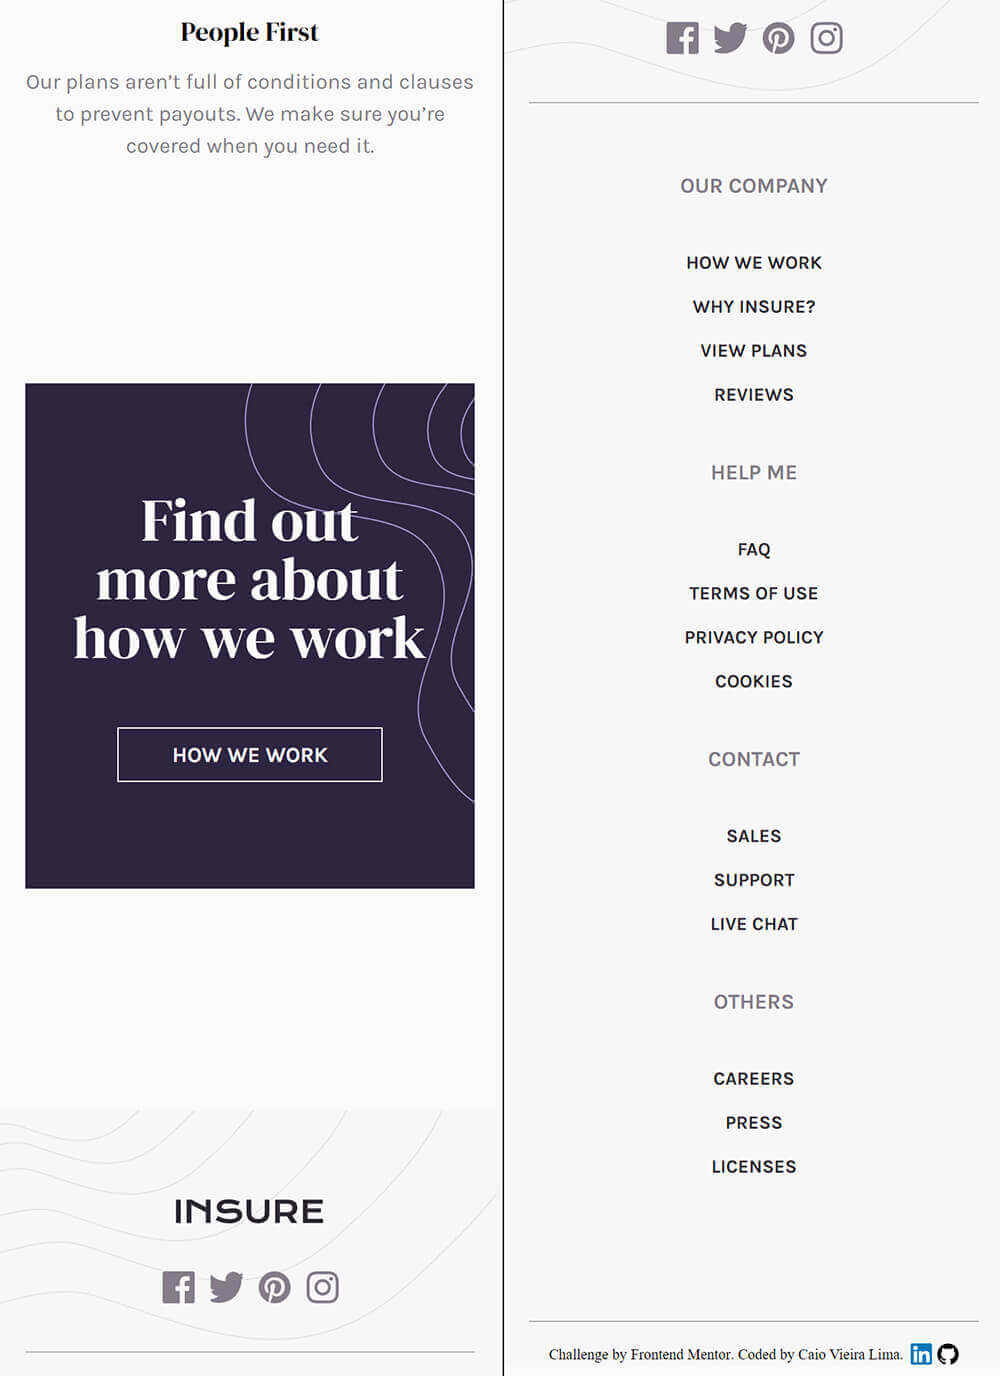 People First
Our plans aren’t full of conditions and clauses
to prevent payouts. We make sure you’re
covered when you need it.
Find out
more about
how we work
HOW WE WORK
INSURE
OUR COMPANY
HOW WE WORK
WHY INSURE?
VIEW PLANS
REVIEWS
HELP ME
FAQ
TERMS OF USE
PRIVACY POLICY
COOKIES
CONTACT
SALES
SUPPORT
LIVE CHAT
OTHERS
CAREERS
PRESS
LICENSES
Challenge by Frontend Mentor. Coded by Caio Vieira Lima.